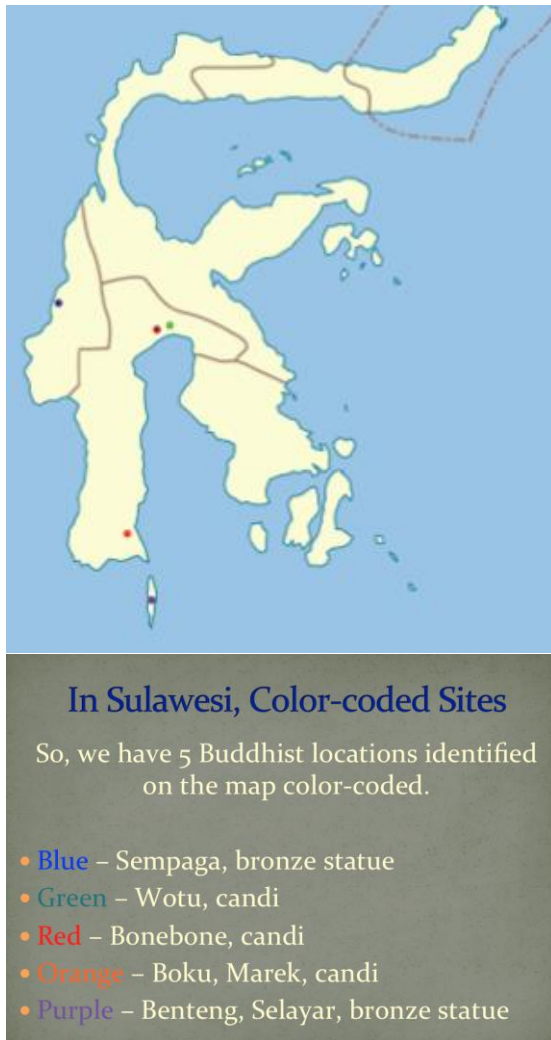 In Sulawesi, Color-coded Sites
So, we have 5 Buddhist locations identified
on the map color-coded.
• Blue – Sempaga, bronze statue
• Green – Wotu, candi
• Red – Bonebone, candi
• Orange – Boku, Marek, candi
• Purple – Benteng, Selayar, bronze statue